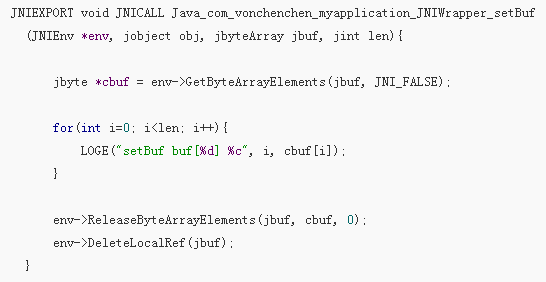 JNIEXPORT void JNICALL Java_com_vonchenchen_myapplication_JNIWrapper_setBuf
(JNIEnv *env, jobject obj, jbyteArray jbuf, jint len){
jbyte *cbuf = env->GetByteArrayElements(jbuf, JNI_FALSE);
for(int i=0; i<len; i++){
LOGE("setBuf buf[%d] %c", i, cbuf[i]);
}
env->ReleaseByteArrayElements(jbuf, cbuf, 0);
env->DeleteLocalRef(jbuf);
}